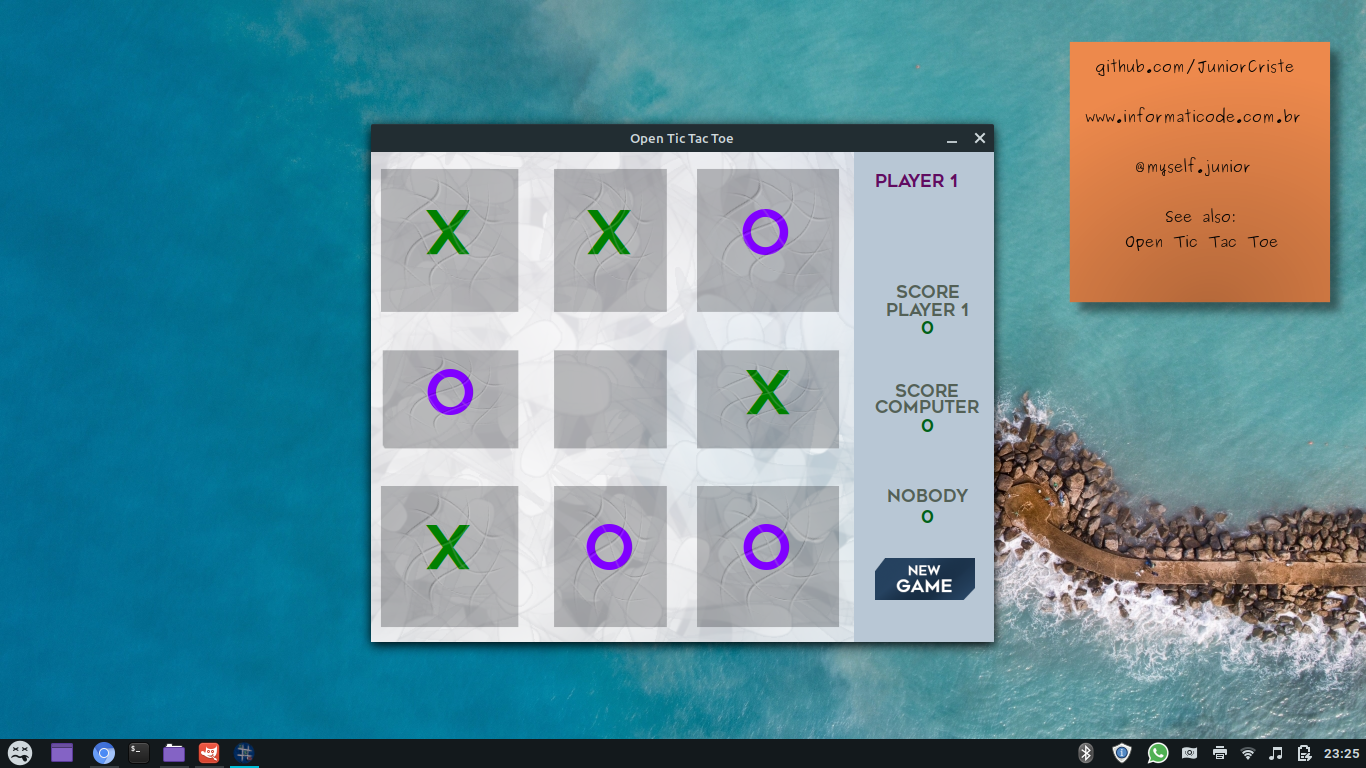 github.com/JuniorCriste
www.informaticode.com.br
@myself.junior
See also:
Open Tic Tac Toe
Open Tic Tac Toe
X X O
O X
X O O
PLAYER 1
SCORE
PLAYER 1
0
SCORE
COMPUTER
0
NOBODY
0
NEW
GAME
$_
23:25